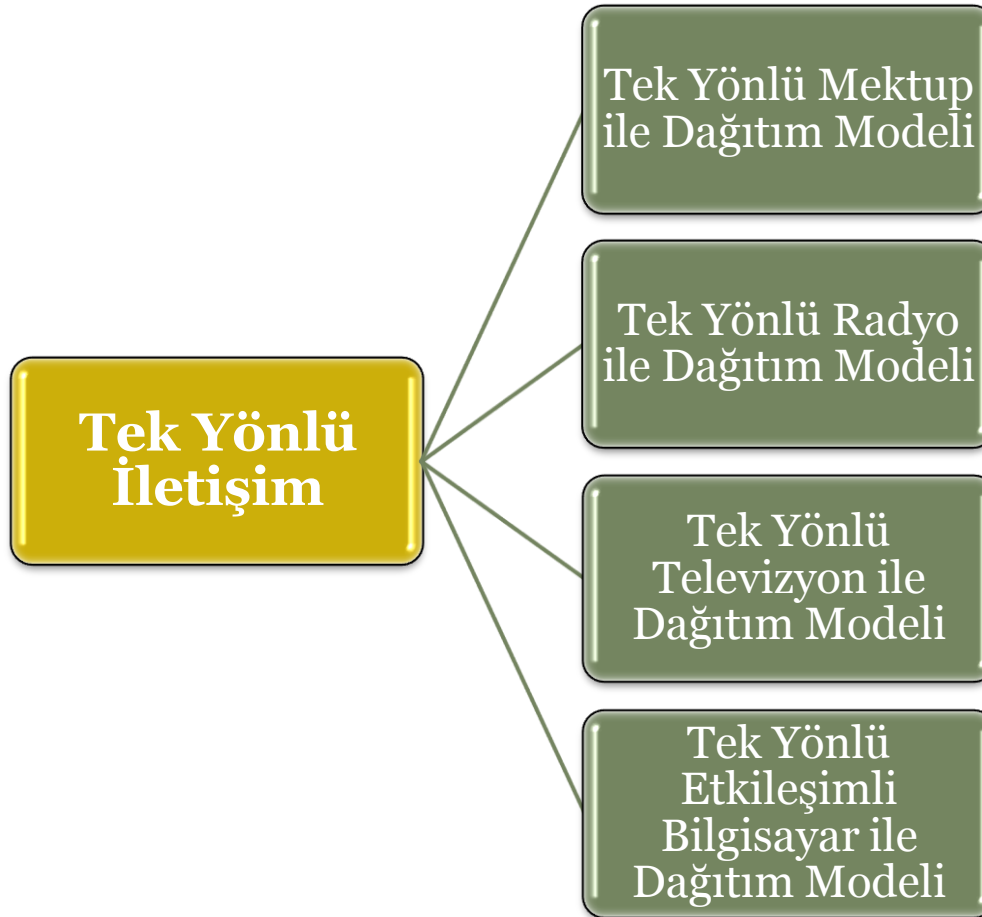 Tek Yönlü Mektup
ile Dağıtım Modeli
Tek Yönlü Radyo
ile Dağıtım Modeli
Tek Yönlü
İletişim
Tek Yönlü
Televizyon ile
Dağıtım Modeli
Tek Yönlü
Etkileşimli
Bilgisayar ile
Dağıtım Modeli